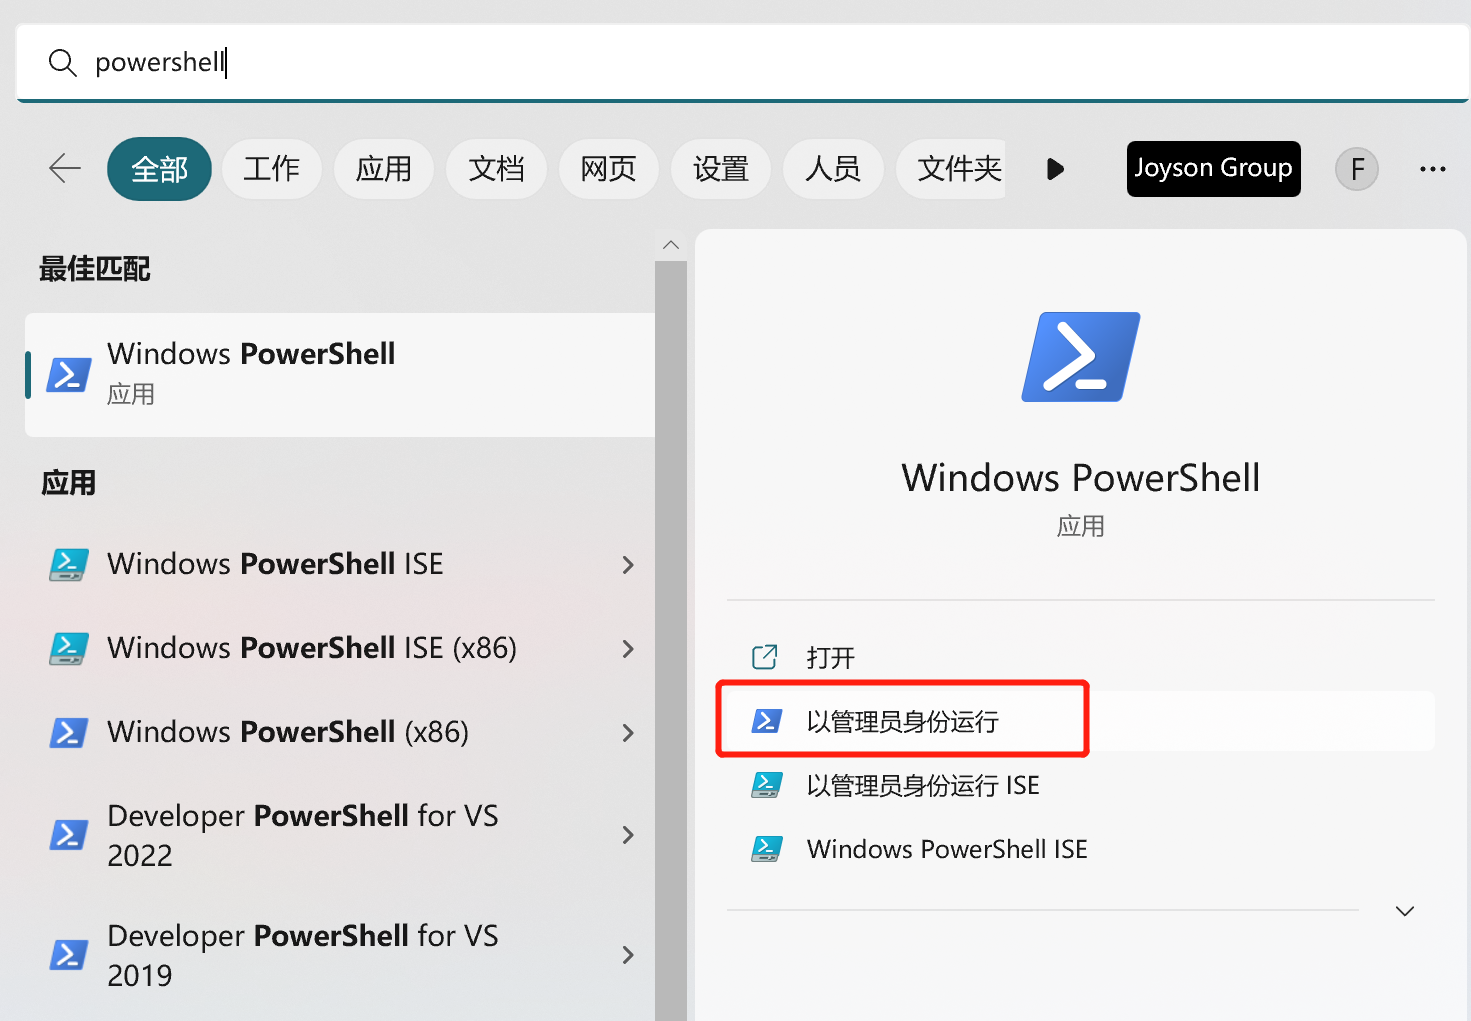 powershell
全部
工作
应用
文档
网页
设置
人员
文件夹
Joyson Group
F
最佳匹配
Windows PowerShell
应用
应用
Windows PowerShell ISE
Windows PowerShell ISE (x86)
Windows PowerShell (x86)
Developer PowerShell for VS
2022
Developer PowerShell for VS
2019
Windows PowerShell
应用
打开
以管理员身份运行
以管理员身份运行 ISE
Windows PowerShell ISE